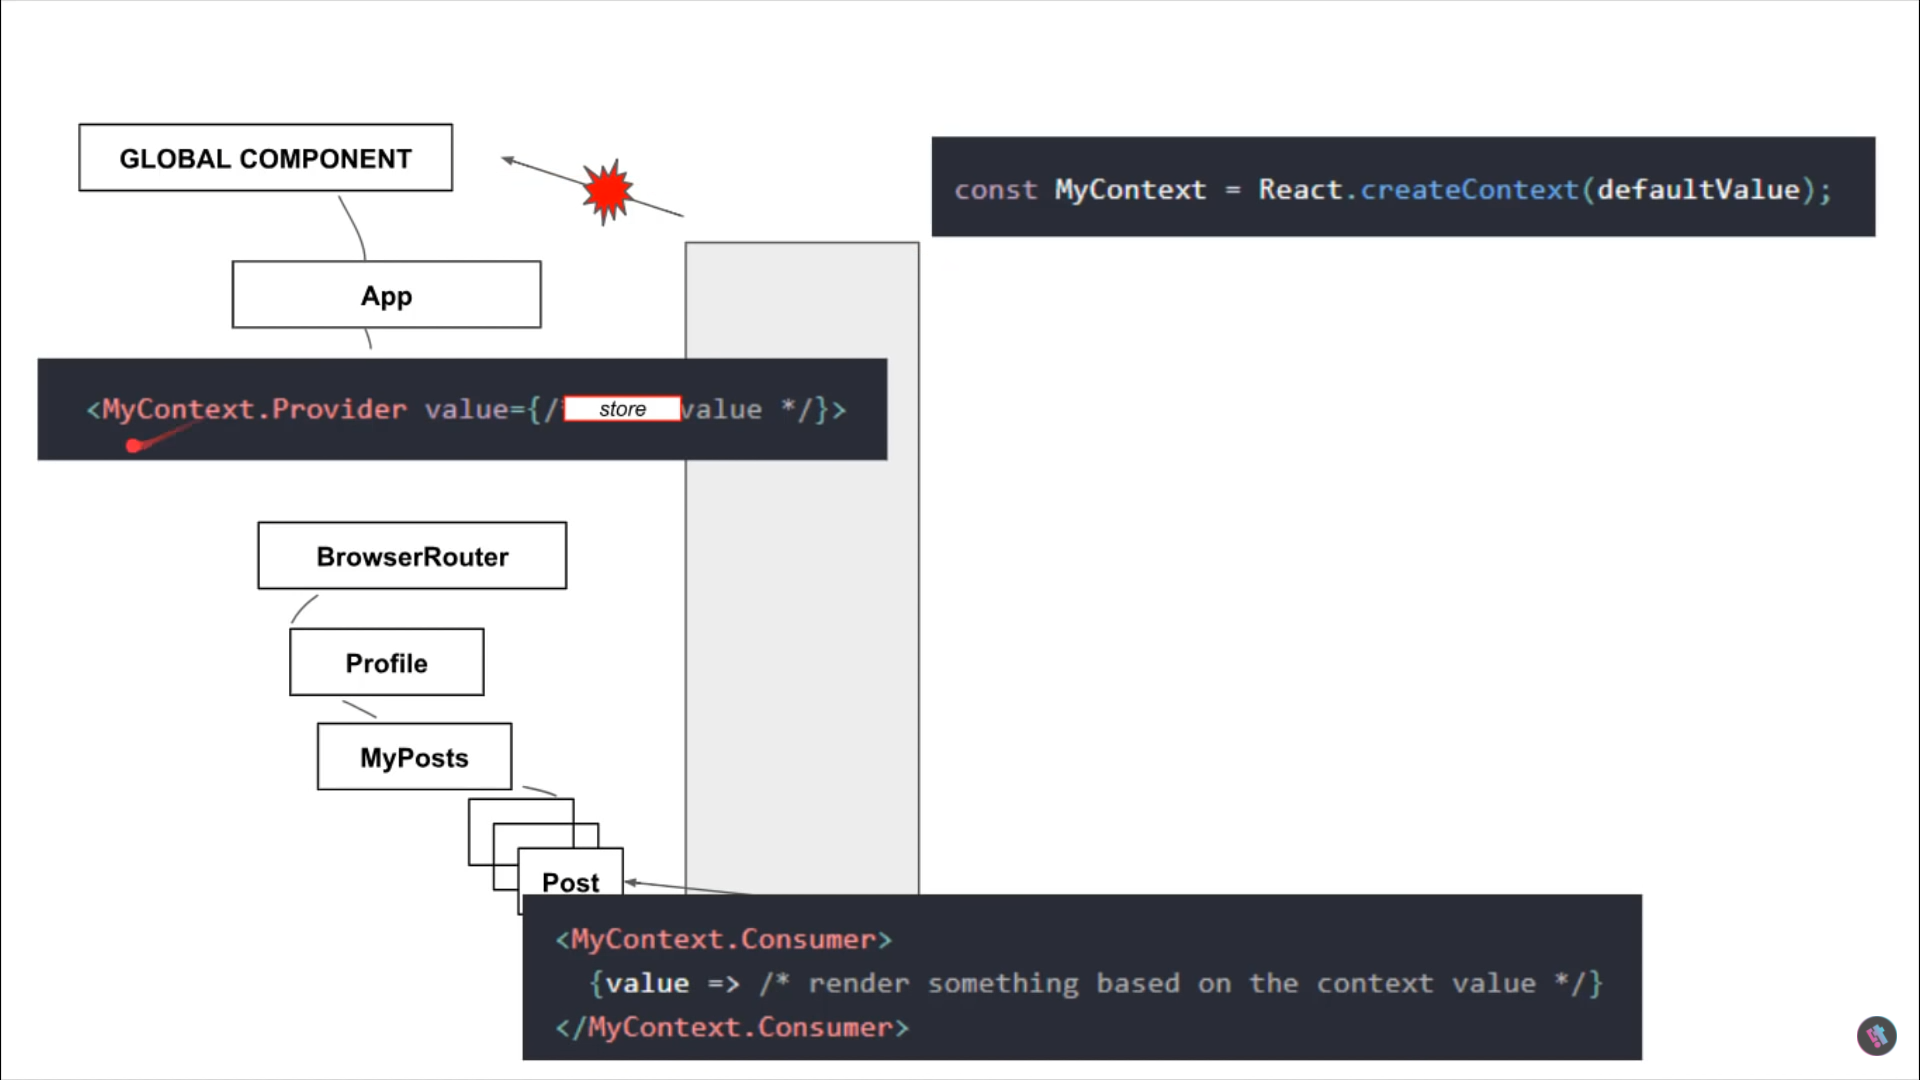 GLOBAL COMPONENT
const MyContext = React.createContext(defaultValue);
App
<MyContext.Provider value={/ store value */}>
BrowserRouter
Profile
MyPosts
Post
<MyContext.Consumer>
{value => /* render something based on the context value */}
</MyContext.Consumer>